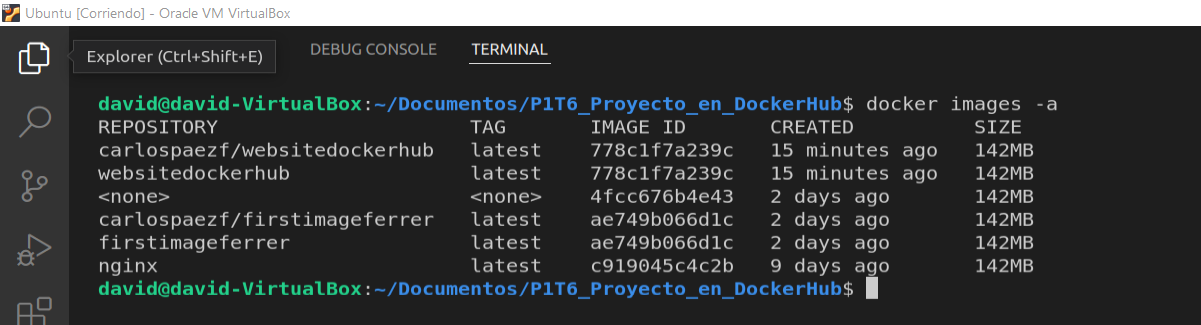 Ubuntu [Corriendo] - Oracle VM VirtualBox
Explorer (Ctrl+Shift+E) DEBUG CONSOLE TERMINAL
david@david-VirtualBox:~/Documentos/P1T6_Proyecto_en_DockerHub$ docker images -a
REPOSITORY TAG IMAGE ID CREATED SIZE
carlospaezf/websitedockerhub latest 778c1f7a239c 15 minutes ago 142MB
websitedockerhub latest 778c1f7a239c 15 minutes ago 142MB
<none> <none> 4fcc676b4e43 2 days ago 142MB
carlospaezf/firstimageferrer latest ae749b066d1c 2 days ago 142MB
firstimageferrer latest ae749b066d1c 2 days ago 142MB
nginx latest c919045c4c2b 9 days ago 142MB
david@david-VirtualBox:~/Documentos/P1T6_Proyecto_en_DockerHub$